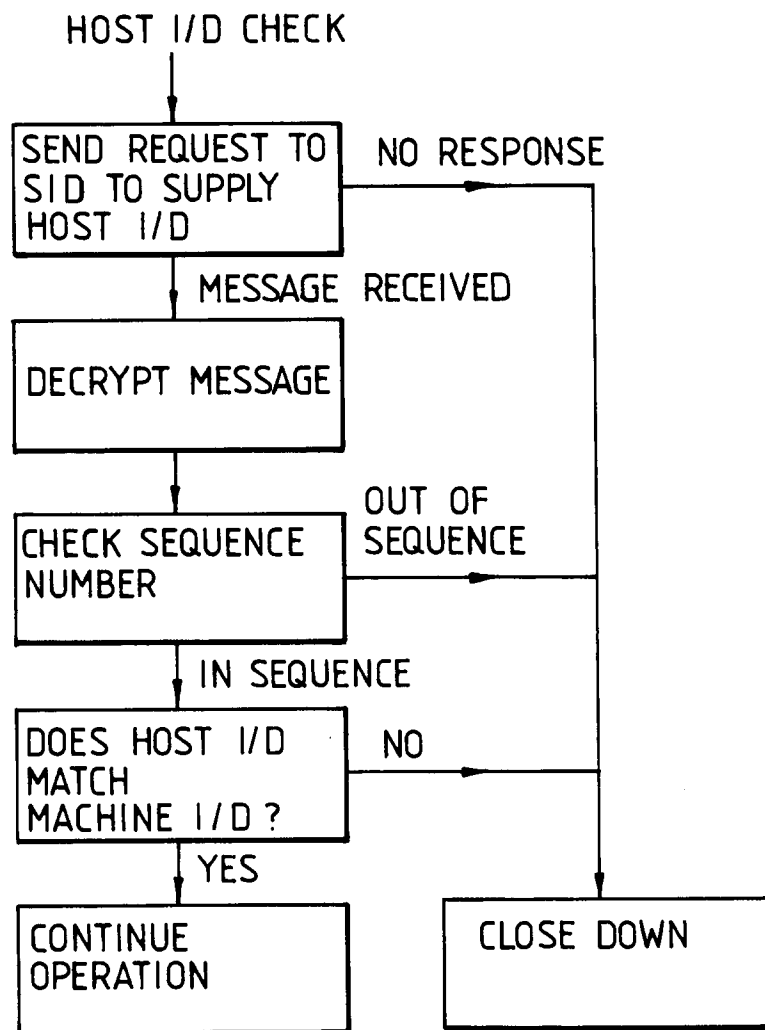 HOST I/D CHECK
SEND REQUEST TO
SID TO SUPPLY
HOST I/D
NO RESPONSE
MESSAGE RECEIVED
DECRYPT MESSAGE
CHECK SEQUENCE
NUMBER
OUT OF
SEQUENCE
IN SEQUENCE
DOES HOST I/D
MATCH
MACHINE I/D ?
NO
YES
CONTINUE
OPERATION
CLOSE DOWN